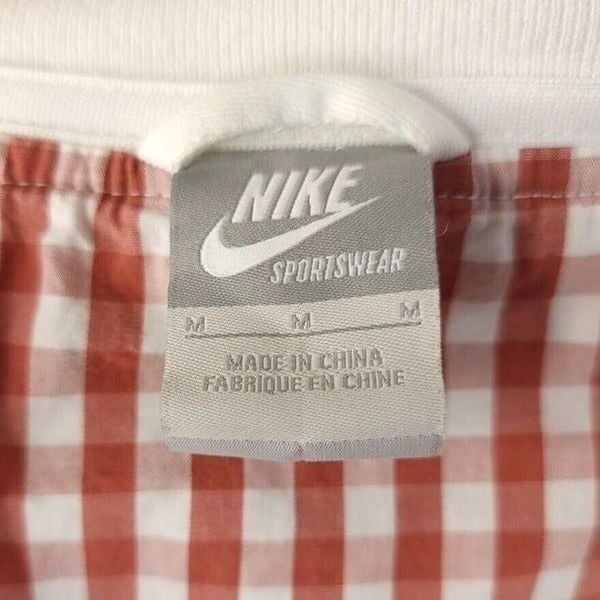 NIKE
SPORTSWEAR
M M M
MADE IN CHINA
FABRIQUE EN CHINE